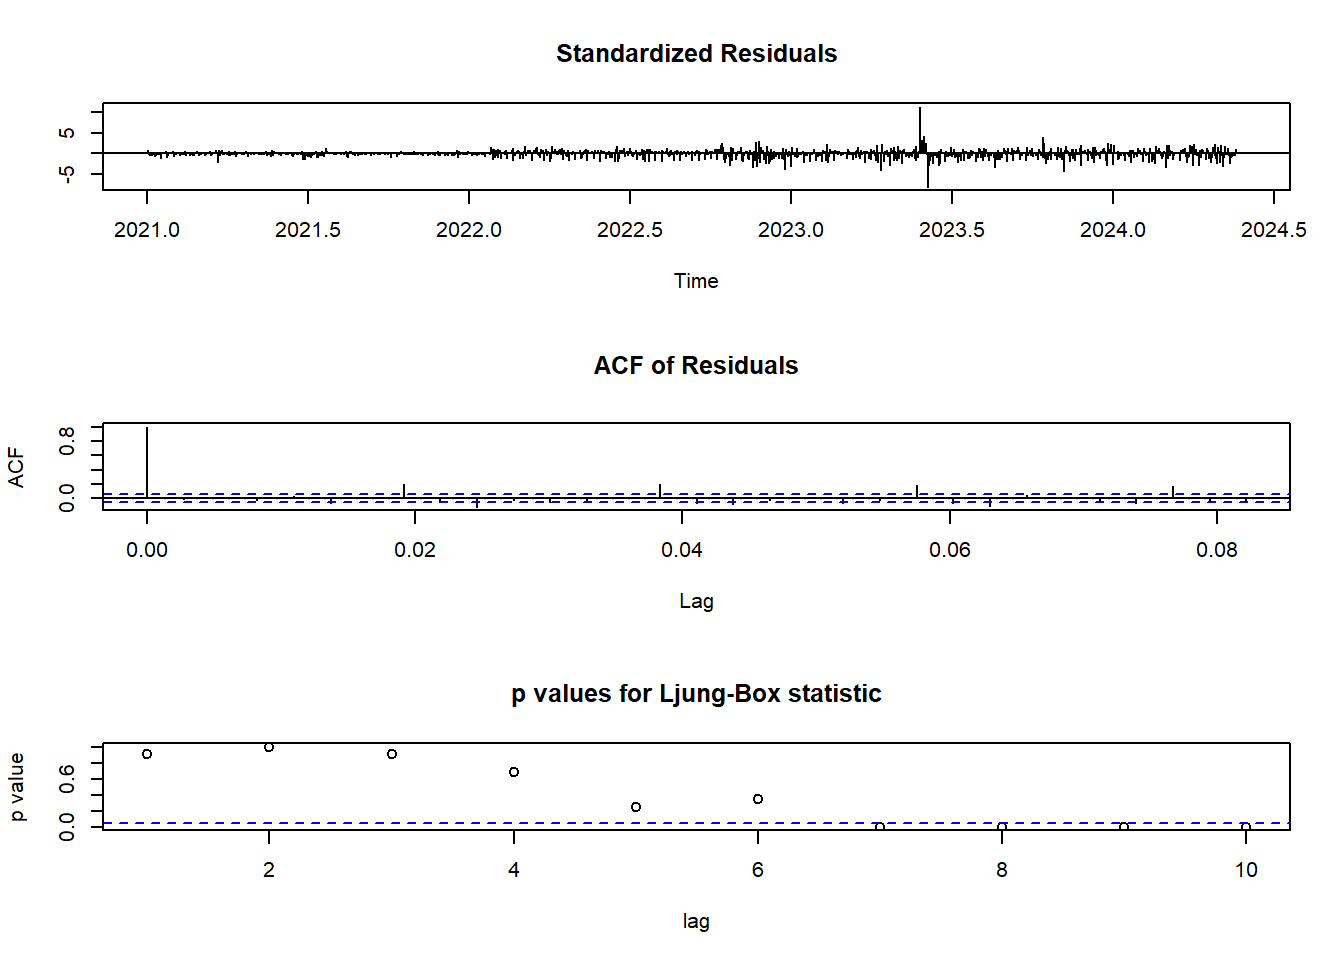 Standardized Residuals
5
-5
2021.0 2021.5 2022.0 2022.5 2023.0 2023.5 2024.0 2024.5
Time
ACF of Residuals
ACF
0.8
0.0
0.00 0.02 0.04 0.06 0.08
Lag
p values for Ljung-Box statistic
p value
0.6
0.0
2 4 6 8 10
lag